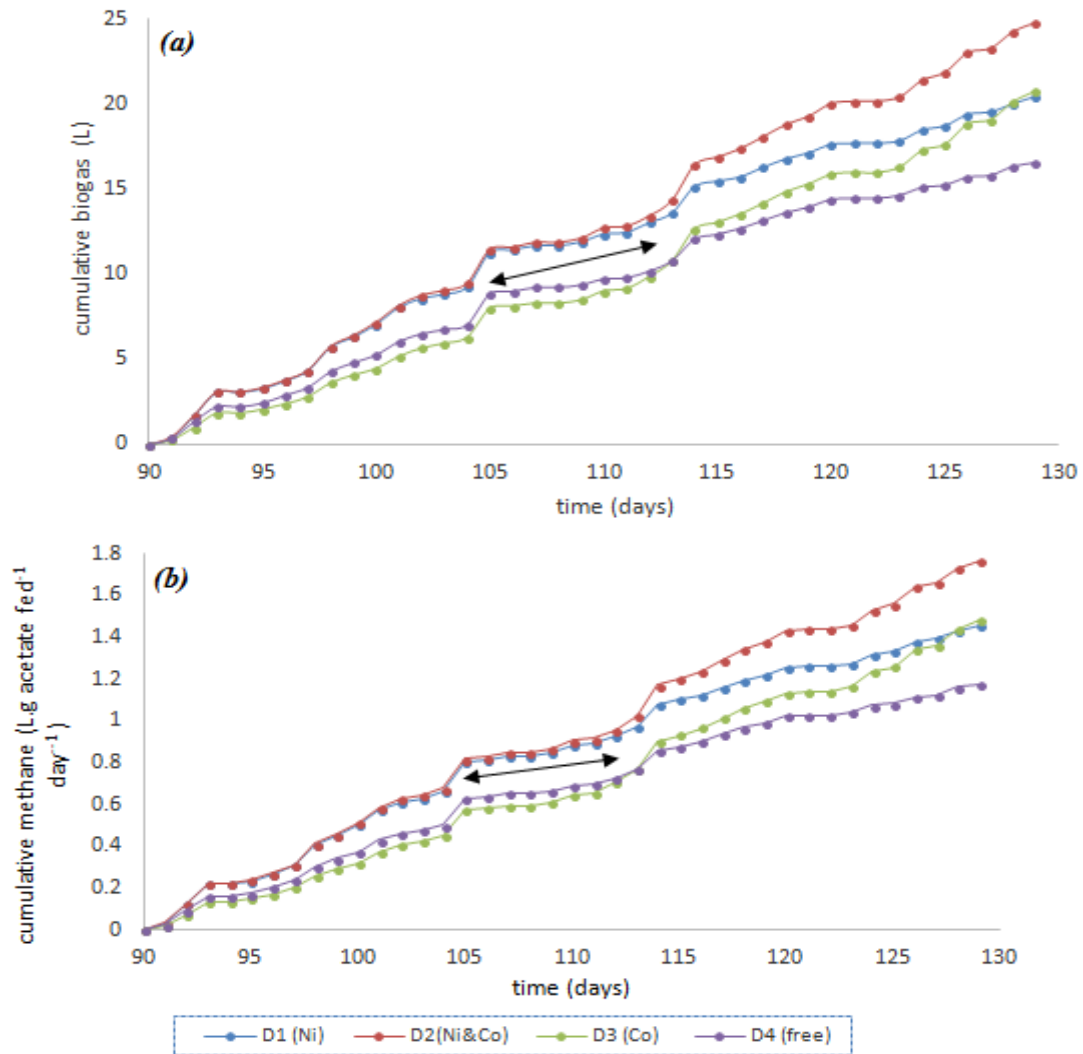 (a)
cumulative biogas (L)
25
20
15
10
5
0
90 95 100 105 110 115 120 125 130
time (days)
(b)
cumulative methane (L.g acetate fed-1
day--1)
1.8
1.6
1.4
1.2
1
0.8
0.6
0.4
0.2
0
90 95 100 105 110 115 120 125 130
time (days)
D1 (Ni) D2(Ni&Co) D3 (Co) D4 (free)